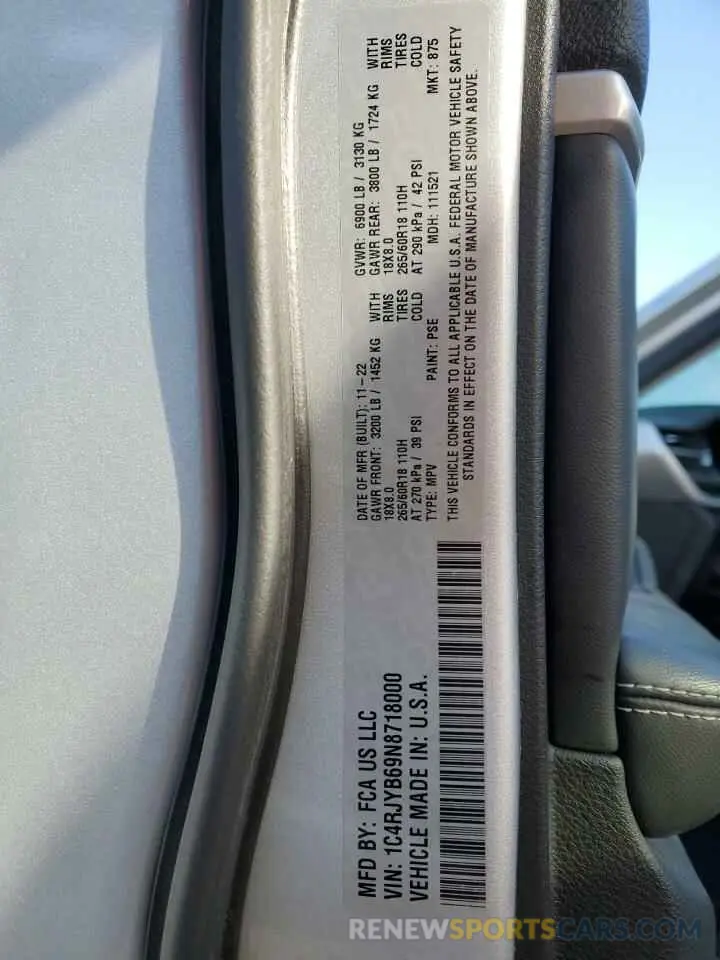 MFD BY: FCA US LLC
VIN: 1C4RJYB69N8718000
VEHICLE MADE IN: U.S.A.
DATE OF MFR (BUILT): 11-22 GVWR: 6900 LB / 3130 KG
GAWR FRONT: 3200 LB / 1452 KG WITH GAWR REAR: 3800 LB / 1724 KG WITH
18X8.0 RIMS 18X8.0 RIMS
265/60R18 110H TIRES 265/60R18 110H TIRES
AT 270 kPa / 39 PSI COLD AT 290 kPa / 42 PSI COLD
TYPE: MPV PAINT: PSE MDH: 111521 MKT: 875
THIS VEHICLE CONFORMS TO ALL APPLICABLE U.S.A. FEDERAL MOTOR VEHICLE SAFETY
STANDARDS IN EFFECT ON THE DATE OF MANUFACTURE SHOWN ABOVE.
RENEWSPORTSCARS.COM